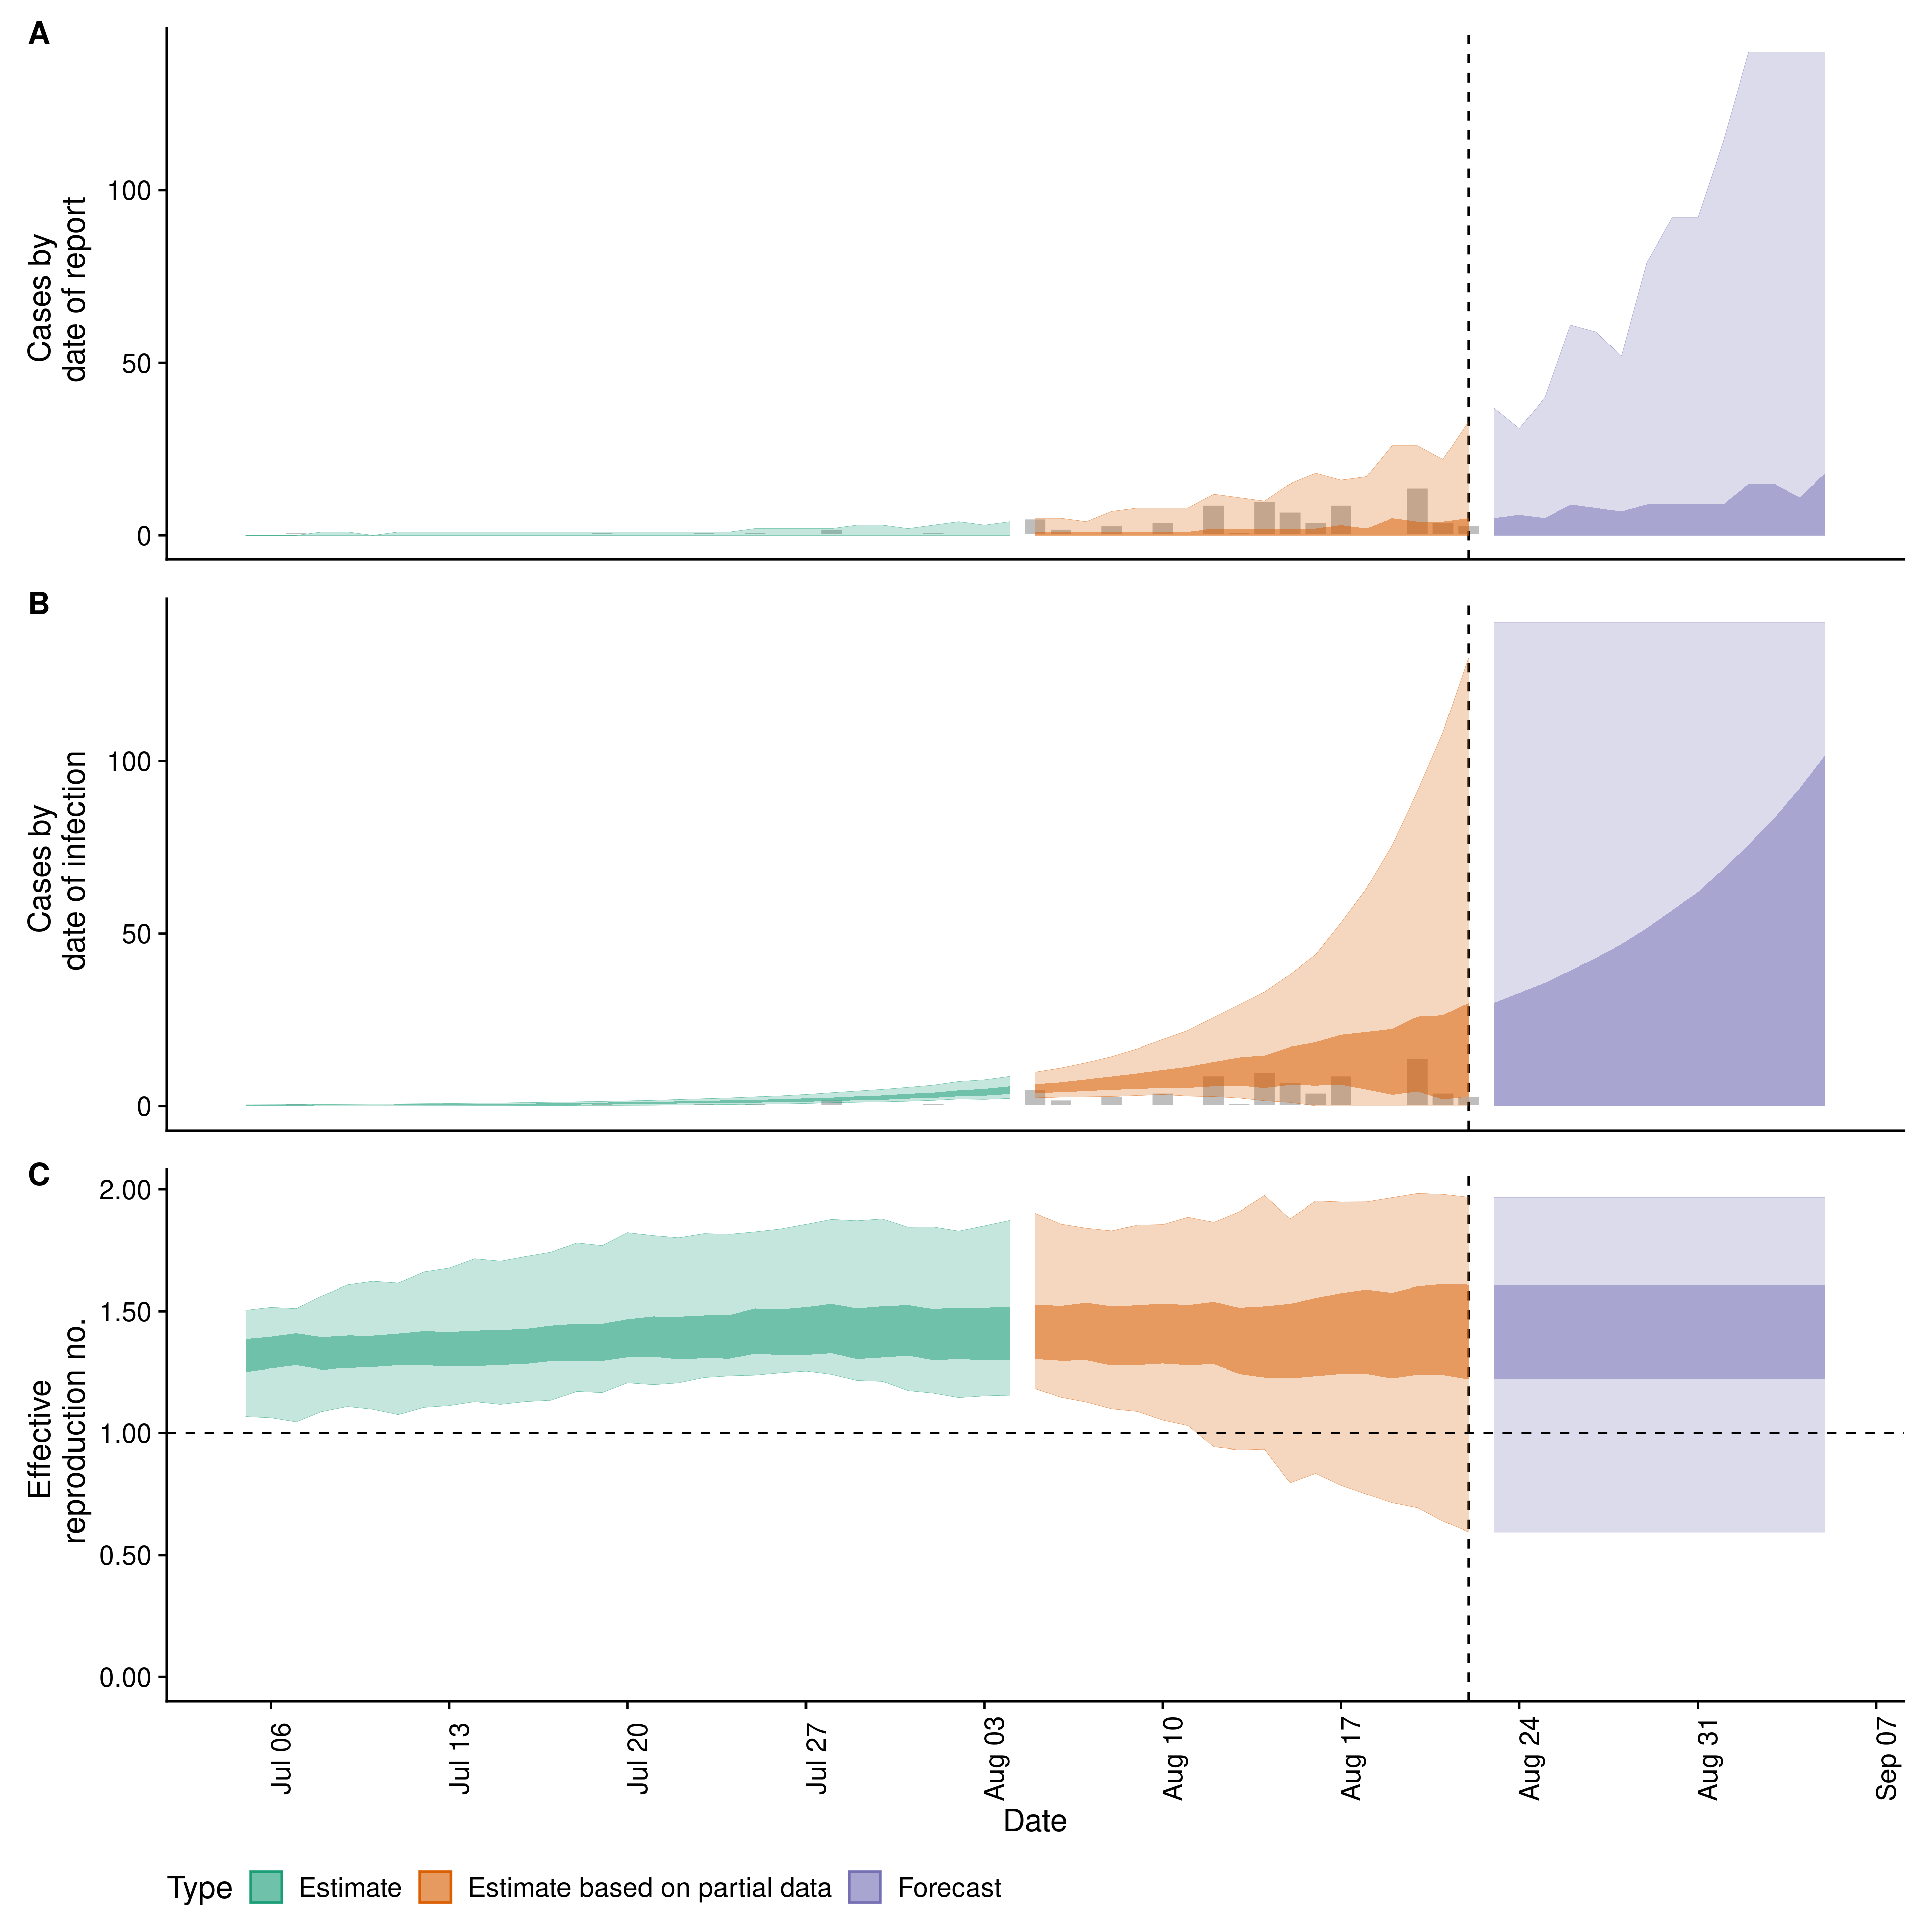 A
Cases by
date of report
100
50
0
B
Cases by
date of infection
100
50
0
C
Effective
reproduction no.
2.00
1.50
1.00
0.50
0.00
Jul 06
Jul 13
Jul 20
Jul 27
Aug 03
Aug 10
Aug 17
Aug 24
Aug 31
Sep 07
Date
Type Estimate Estimate based on partial data Forecast